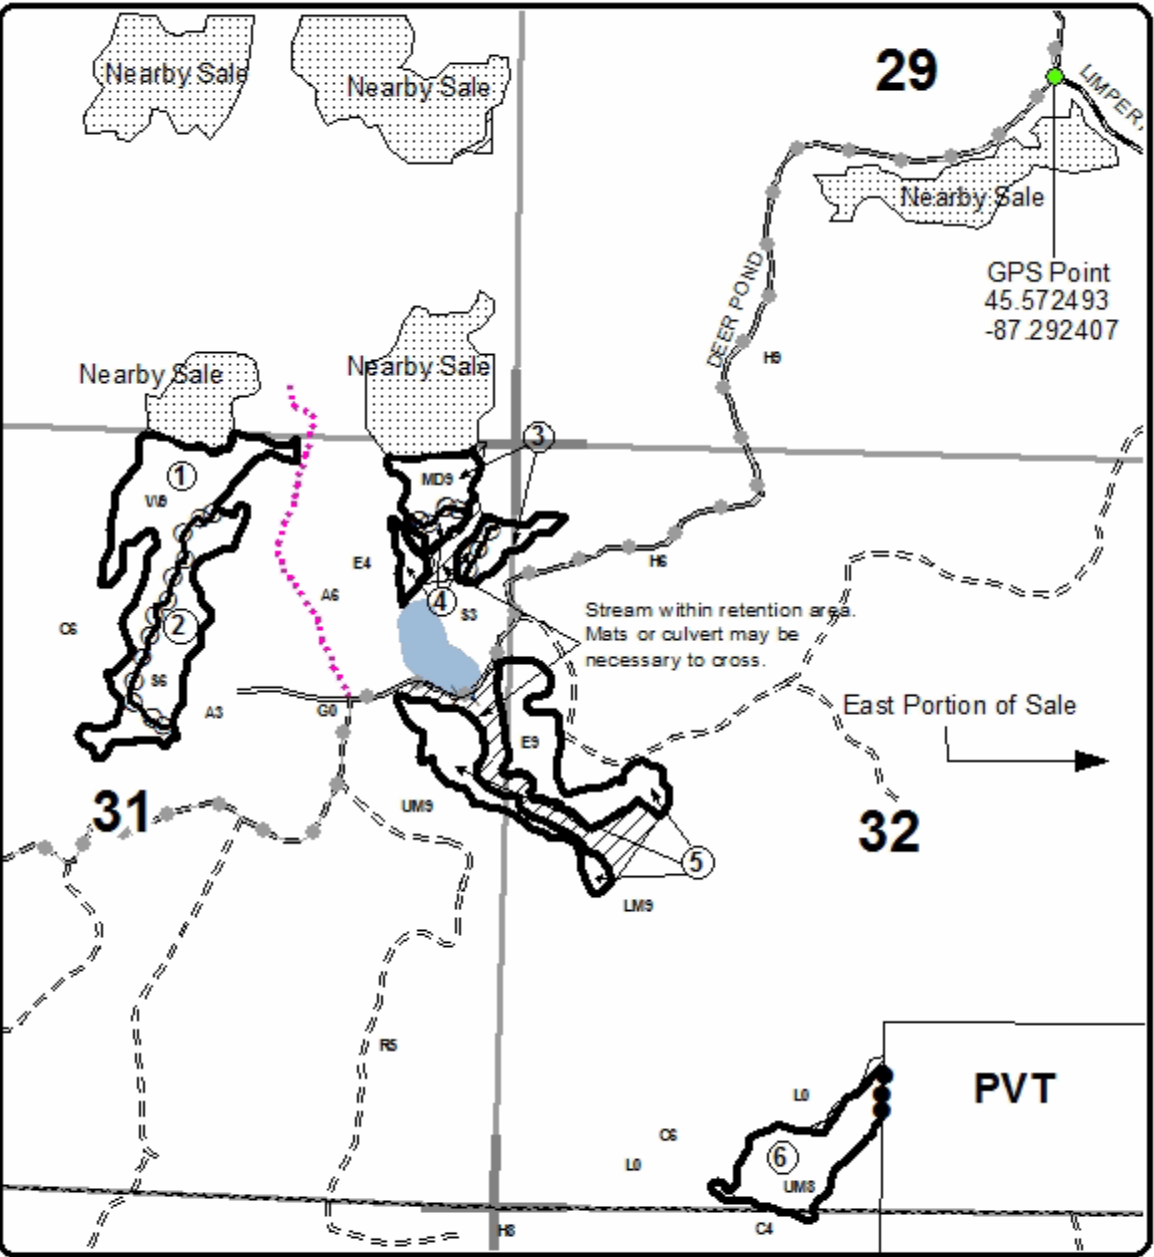 29
LIMPER,
Nearby Sale
Nearby Sale
Nearby Sale
GPS Point
45.572493
-87.292407
DEER POND
H9
Nearby Sale
Nearby Sale
3
1
MD9
W9
E4
H6
A6
4
S3
Stream within retention area.
Mats or culvert may be
necessary to cross.
C6
2
S6
A3
G0
East Portion of Sale
E9
31
UM9
32
5
LM9
R5
PVT
L0
C6
L0
6
UM8
H8
C4